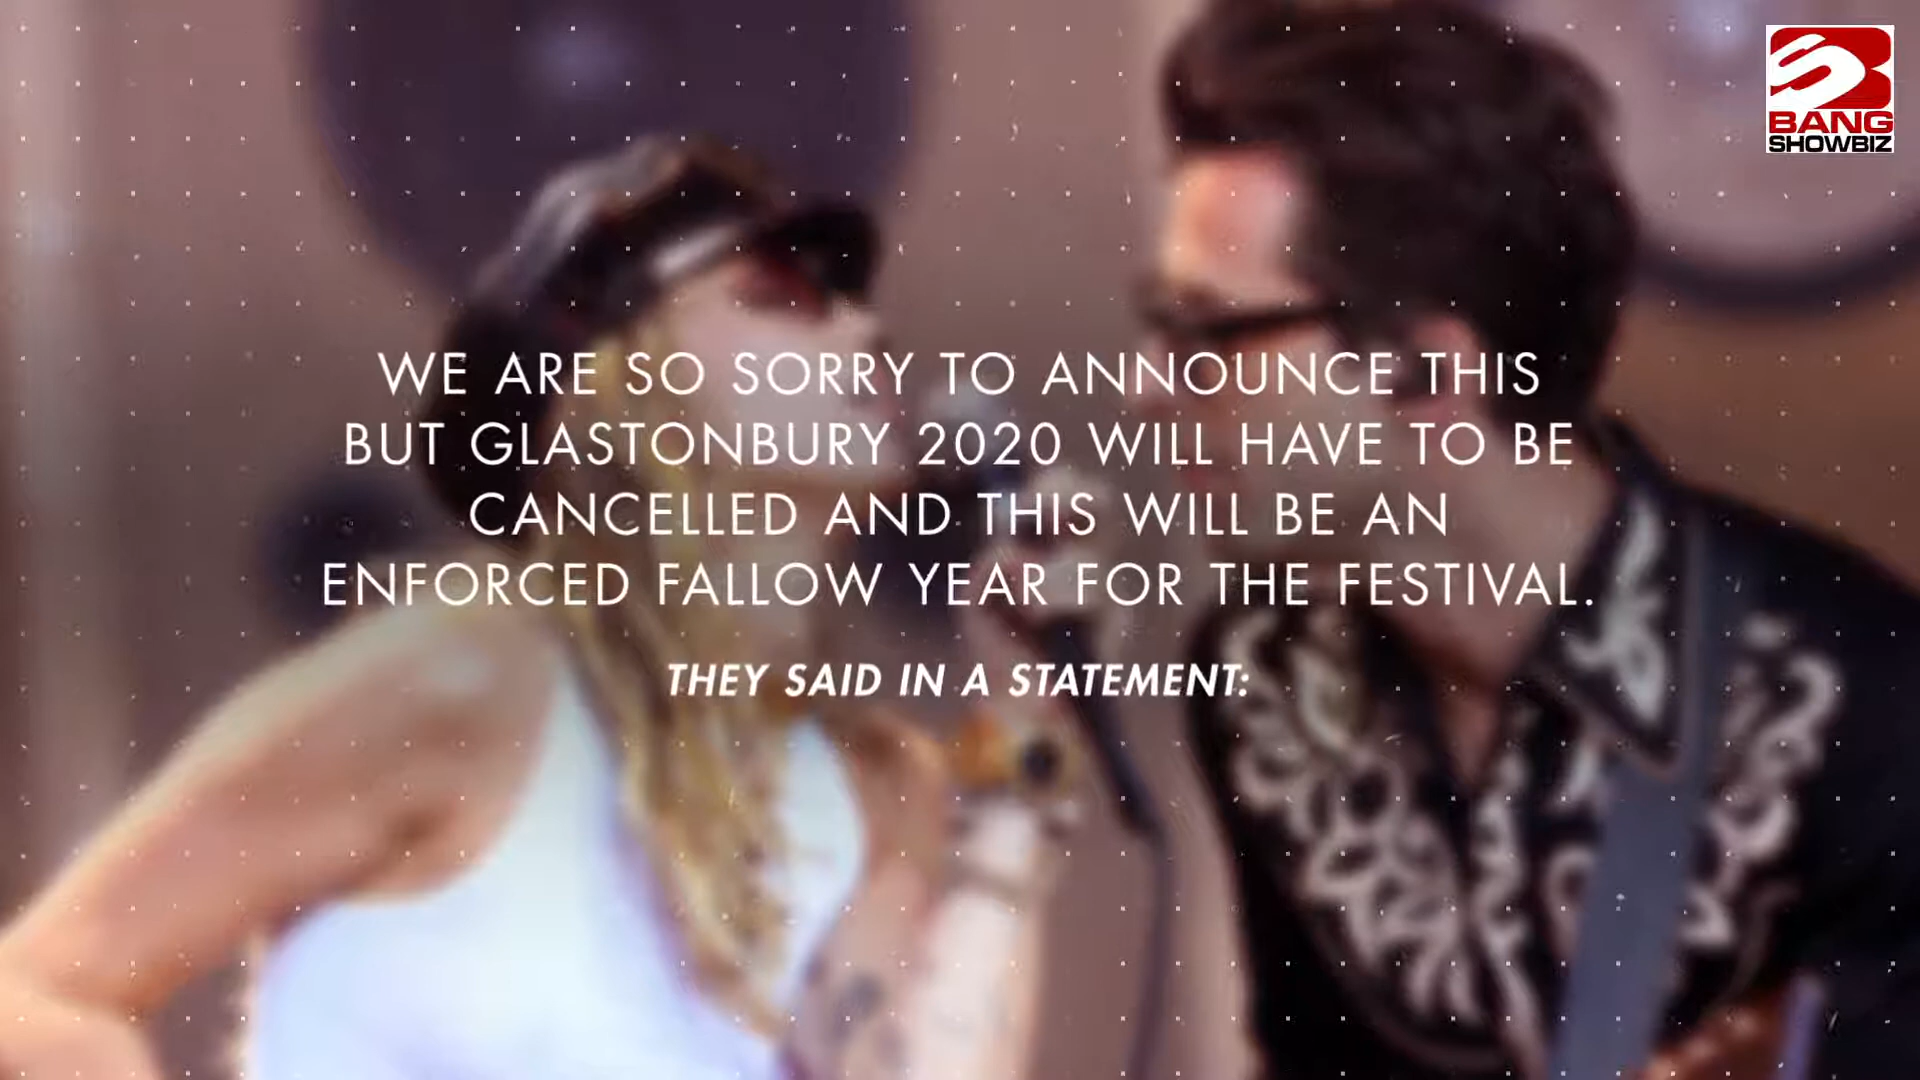 BANG
SHOWBIZ
WE ARE SO SORRY TO ANNOUNCE THIS
BUT GLASTONBURY 2020 WILL HAVE TO BE
CANCELLED AND THIS WILL BE AN
ENFORCED FALLOW YEAR FOR THE FESTIVAL.
THEY SAID IN A STATEMENT: